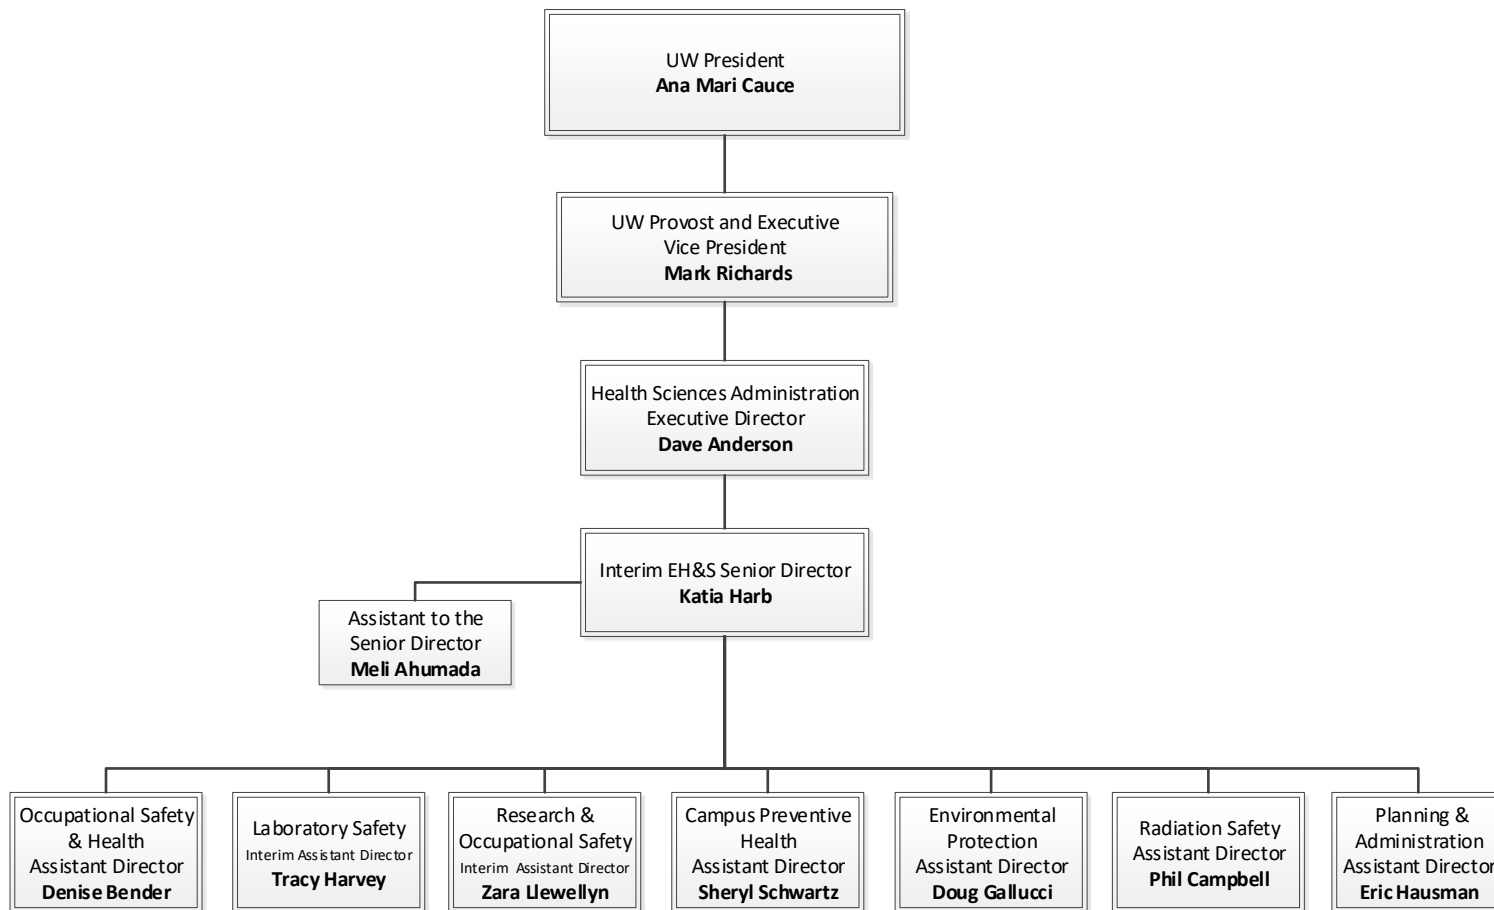 UW President
Ana Mari Cauce
UW Provost and Executive
Vice President
Mark Richards
Health Sciences Administration
Executive Director
Dave Anderson
Interim EH&S Senior Director
Katia Harb
Assistant to the
Senior Director
Meli Ahumada
Occupational Safety
& Health
Assistant Director
Denise Bender
Laboratory Safety
Interim Assistant Director
Tracy Harvey
Research &
Occupational Safety
Interim Assistant Director
Zara Llewellyn
Campus Preventive
Health
Assistant Director
Sheryl Schwartz
Environmental
Protection
Assistant Director
Doug Gallucci
Radiation Safety
Assistant Director
Phil Campbell
Planning &
Administration
Assistant Director
Eric Hausman